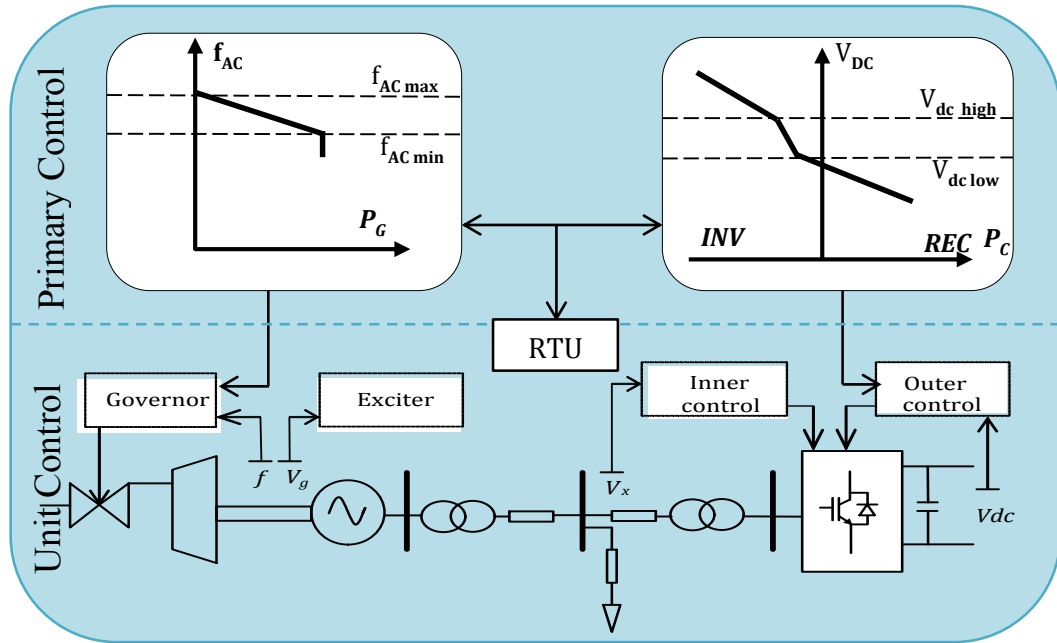 Primary Control
f_AC
f_AC max
f_AC min
P_G
V_DC
V_dc high
V_dc low
INV
REC P_C
RTU
Unit Control
Governor
Exciter
Inner
control
Outer
control
f
V_g
V_x
Vdc